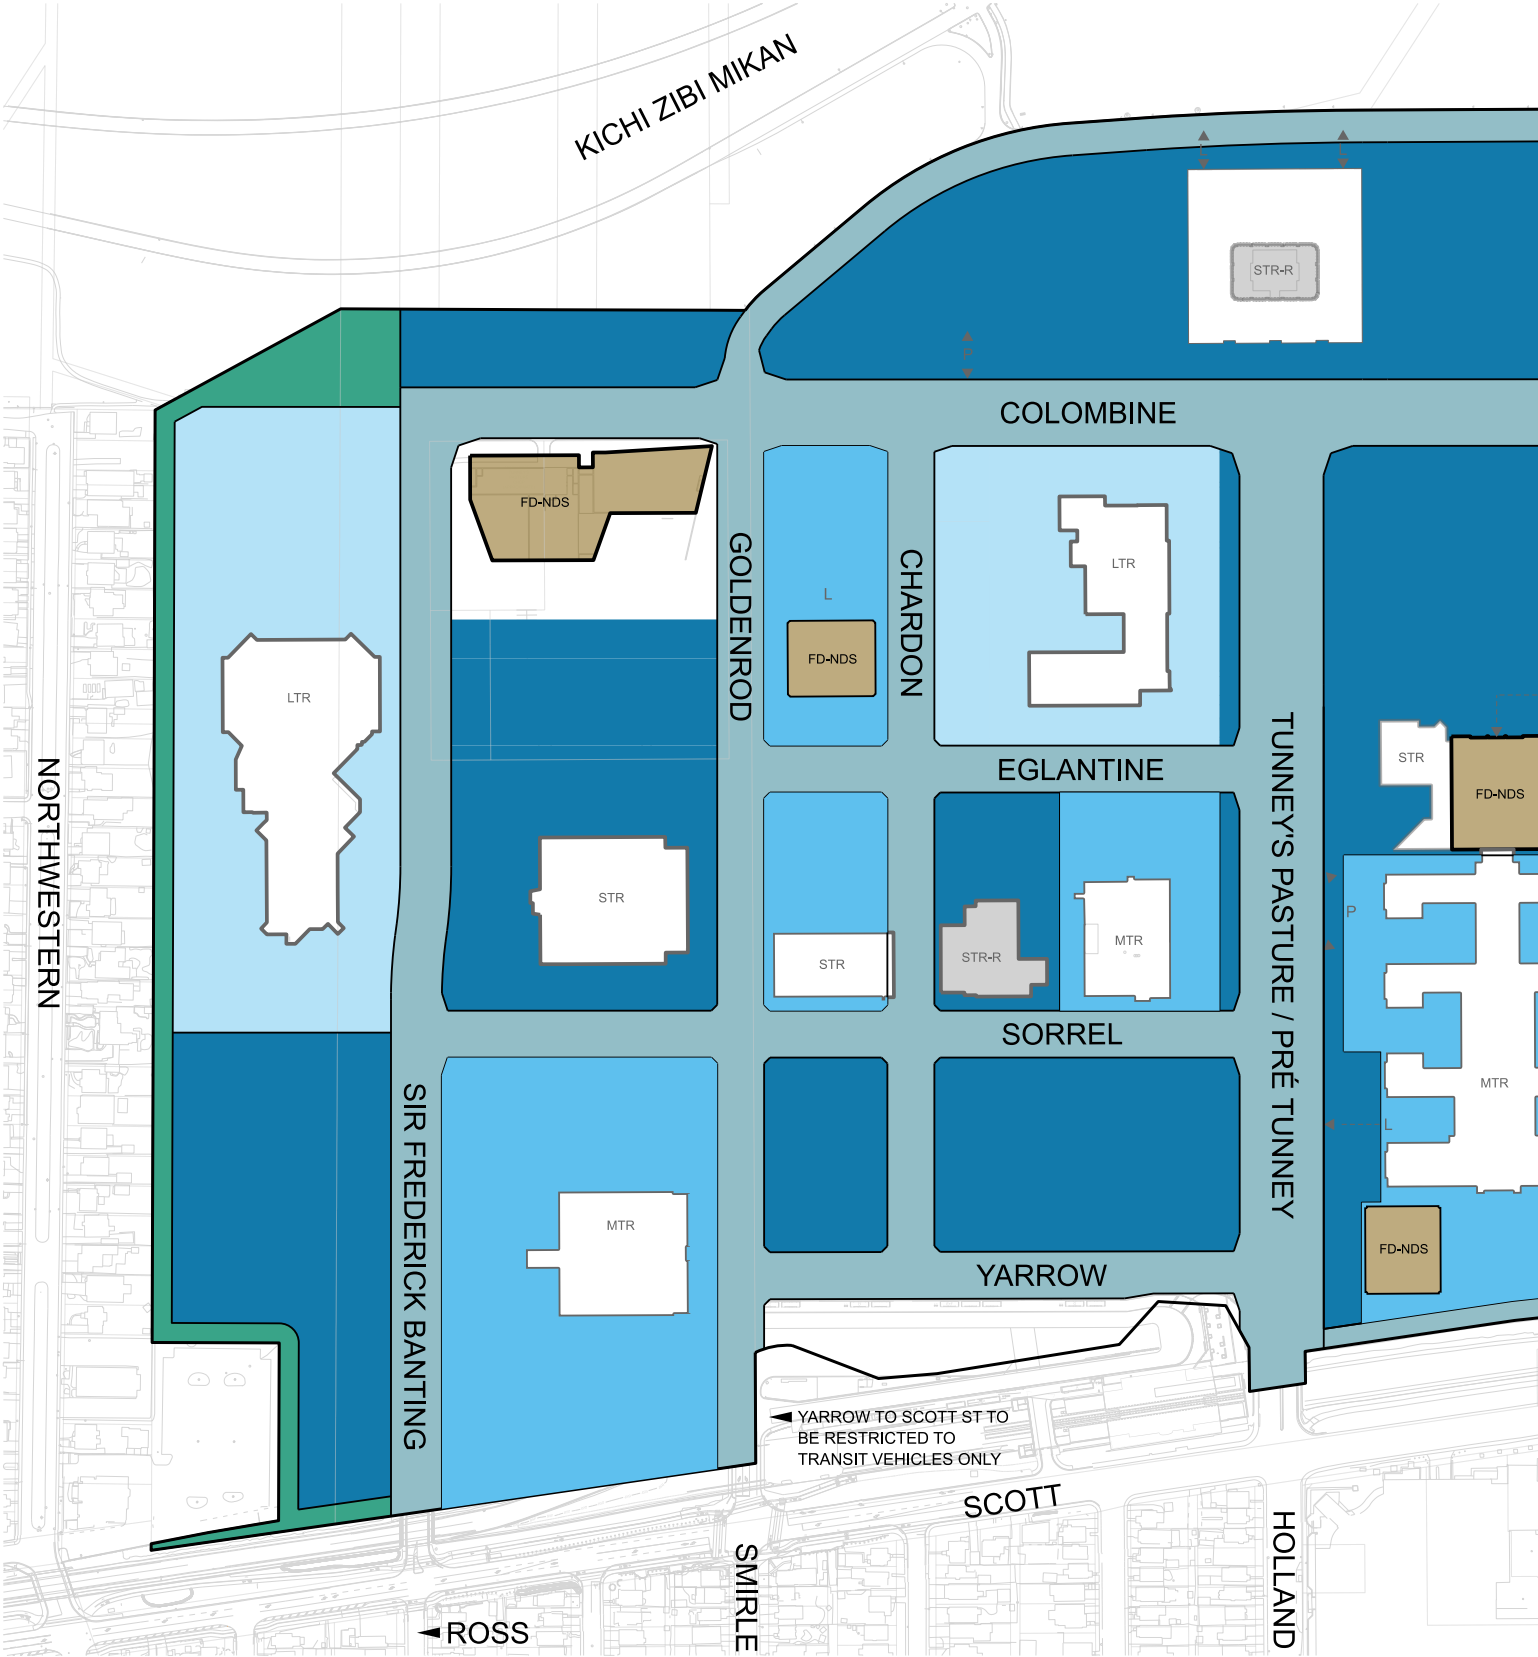 KICHI ZIBI MIKAN
L
L
STR-R
P
COLOMBINE
FD-NDS
GOLDENROD
CHARDON
LTR
L
FD-NDS
LTR
TUNNEY'S PASTURE / PRÉ TUNNEY
NORTHWESTERN
EGLANTINE
STR
FD-NDS
STR
P
STR-R
MTR
STR
SORREL
MTR
SIR FREDERICK BANTING
L
MTR
FD-NDS
YARROW
YARROW TO SCOTT ST TO
BE RESTRICTED TO
TRANSIT VEHICLES ONLY
SCOTT
SMIRLE
HOLLAND
ROSS